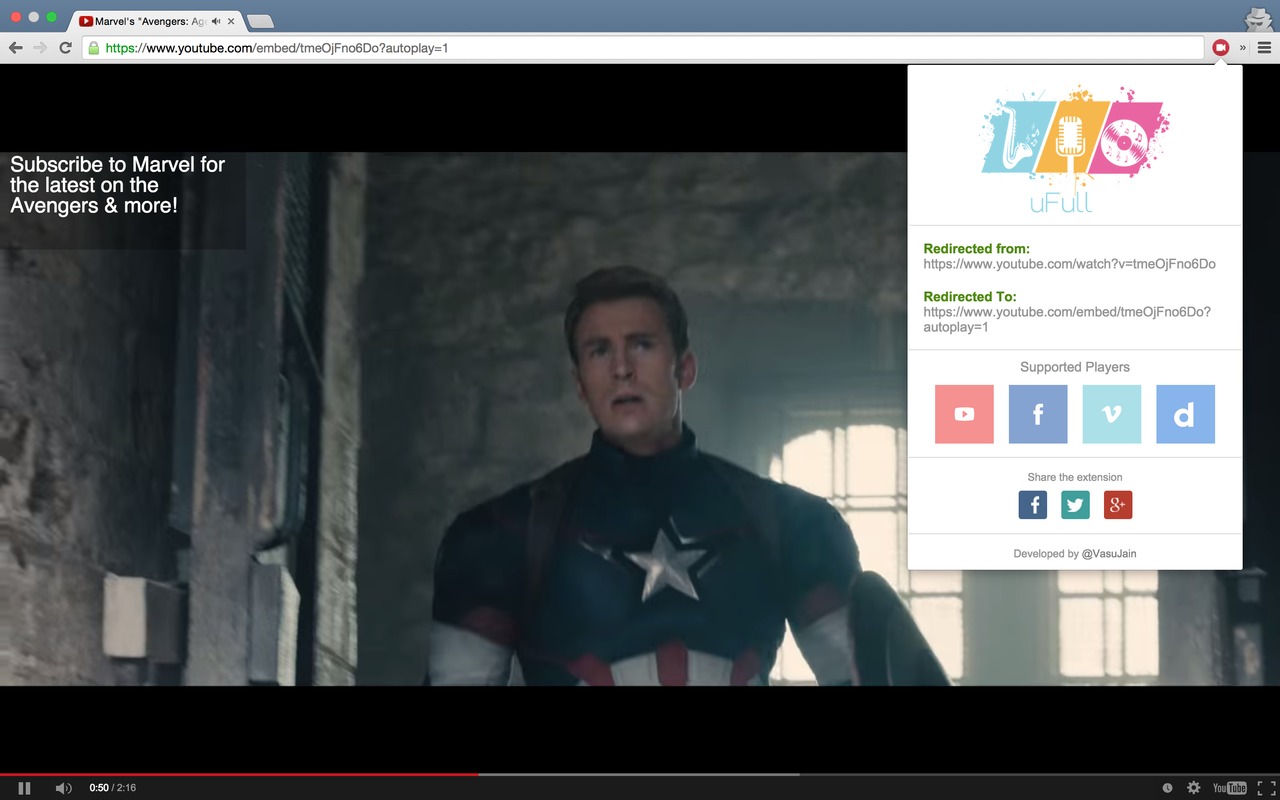 Marvel's "Avengers: Ag
https://www.youtube.com/embed/tmeOjFno6Do?autoplay=1
Subscribe to Marvel for
the latest on the
Avengers & more!
uFull
Redirected from:
https://www.youtube.com/watch?v=tmeOjFno6Do
Redirected To:
https://www.youtube.com/embed/tmeOjFno6Do?
autoplay=1
Supported Players
Share the extension
Developed by @VasuJain
0:50 / 2:16
YouTube